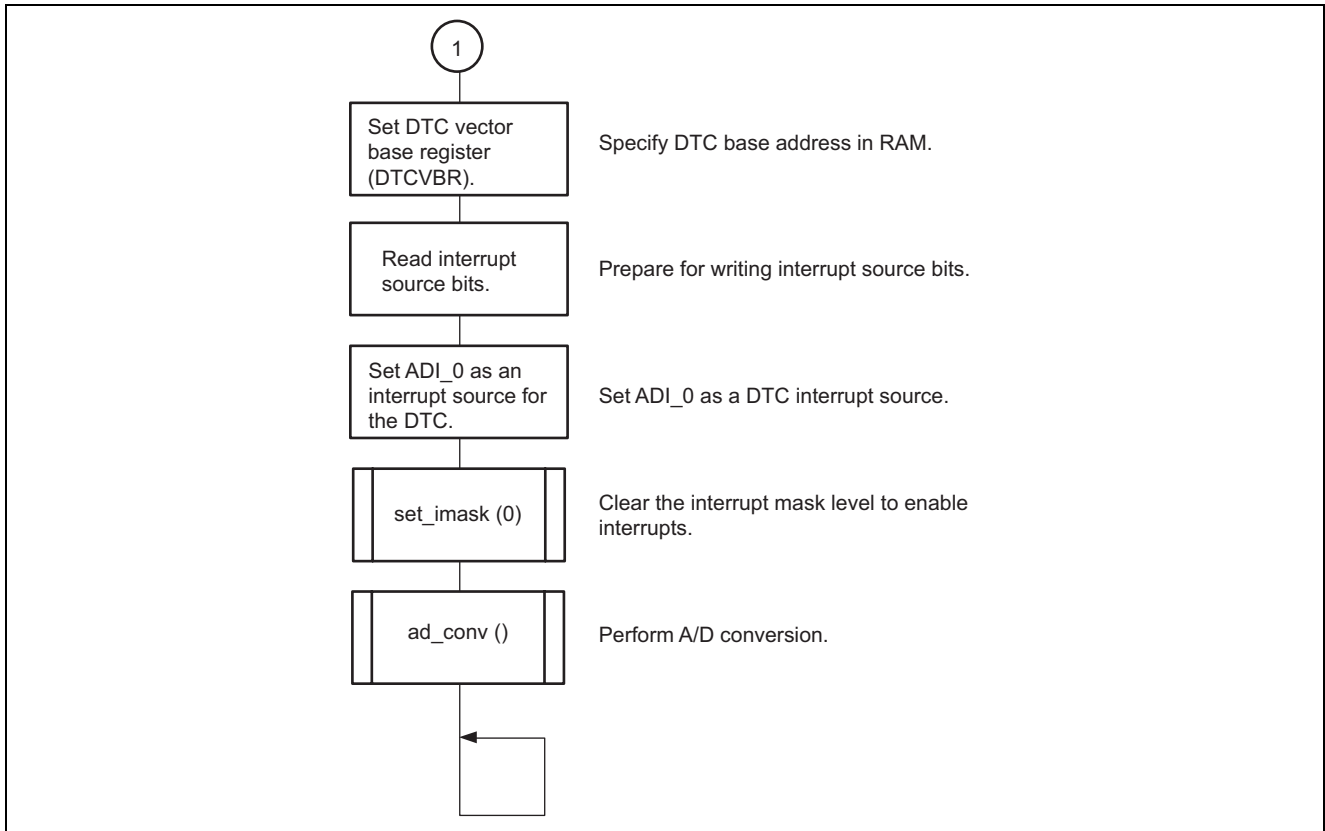 1
Set DTC vector
base register
(DTCVBR).
Specify DTC base address in RAM.
Read interrupt
source bits.
Prepare for writing interrupt source bits.
Set ADI_0 as an
interrupt source for
the DTC.
Set ADI_0 as a DTC interrupt source.
set_imask (0)
Clear the interrupt mask level to enable
interrupts.
ad_conv ()
Perform A/D conversion.